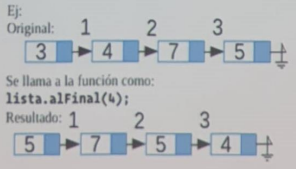 Ej:
Original: 1 2 3
3 4 7 5
Se llama a la función como:
lista.alFinal(4);
Resultado: 1 2 3
5 7 5 4